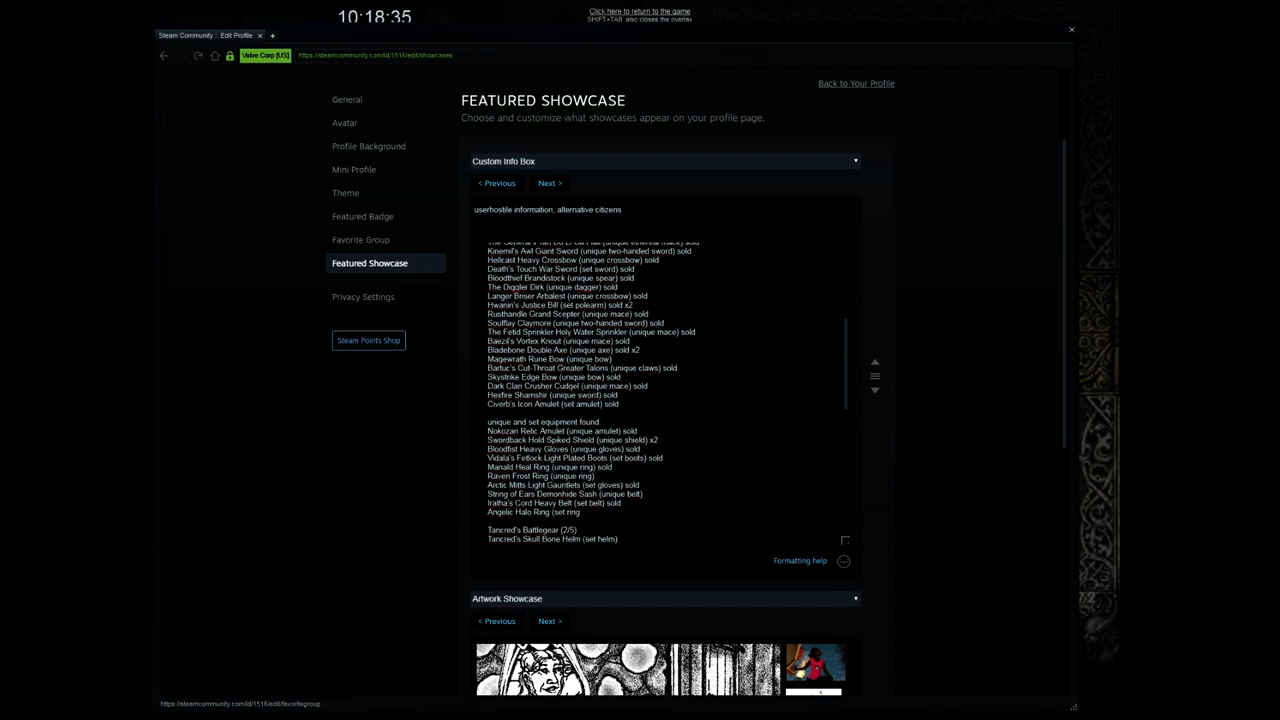 10:18:35
Click here to return to the game
SHIFT+TAB also closes the overlay
Steam Community :: Edit Profile
Valve Corp [US]
https://steamcommunity.com/id/1516/edit/showcases
Back to Your Profile
General
Avatar
Profile Background
Mini Profile
Theme
Featured Badge
Favorite Group
Featured Showcase
Privacy Settings
Steam Points Shop
FEATURED SHOWCASE
Choose and customize what showcases appear on your profile page.
Custom Info Box
< Previous
Next >
userhostile information, alternative citizens
(unique ethereal mace) sold
Kinemil's Awl Giant Sword (unique two-handed sword) sold
Hellcast Heavy Crossbow (unique crossbow) sold
Death's Touch War Sword (set sword) sold
Bloodthief Brandistock (unique spear) sold
The Diggler Dirk (unique dagger) sold
Langer Briser Arbalest (unique crossbow) sold
Hwanin's Justice Bill (set polearm) sold x2
Rusthandle Grand Scepter (unique mace) sold
Soulflay Claymore (unique two-handed sword) sold
The Fetid Sprinkler Holy Water Sprinkler (unique mace) sold
Baezil's Vortex Knout (unique mace) sold
Bladebone Double Axe (unique axe) sold x2
Magewrath Rune Bow (unique bow)
Bartuc's Cut-Throat Greater Talons (unique claws) sold
Skystrike Edge Bow (unique bow) sold
Dark Clan Crusher Cudgel (unique mace) sold
Hexfire Shamshir (unique sword) sold
Civerb's Icon Amulet (set amulet) sold
unique and set equipment found:
Nokozan Relic Amulet (unique amulet) sold
Swordback Hold Spiked Shield (unique shield) x2
Bloodfist Heavy Gloves (unique gloves) sold
Vidala's Fetlock Light Plated Boots (set boots) sold
Manald Heal Ring (unique ring) sold
Raven Frost Ring (unique ring)
Arctic Mitts Light Gauntlets (set gloves) sold
String of Ears Demonhide Sash (unique belt)
Iratha's Cord Heavy Belt (set belt) sold
Angelic Halo Ring (set ring
Tancred's Battlegear (2/5)
Tancred's Skull Bone Helm (set helm)
Formatting help
Artwork Showcase
< Previous
Next >
https://steamcommunity.com/id/1516/edit/favoritegroup